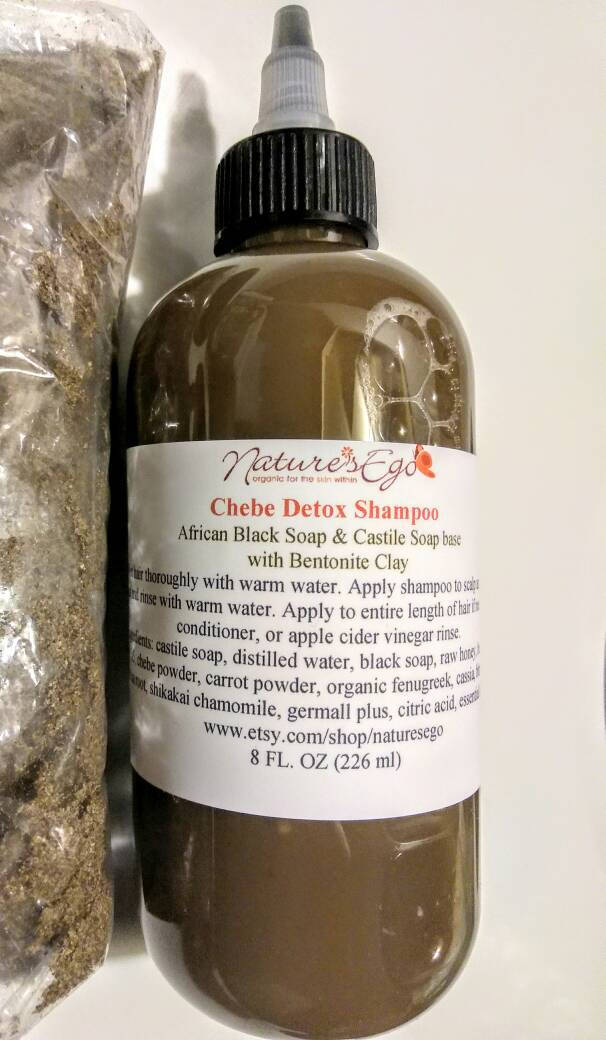 Nature's Ego
organic for the skin within
Chebe Detox Shampoo
African Black Soap & Castile Soap base
with Bentonite Clay
hair thoroughly with warm water. Apply shampoo to scalp
rinse with warm water. Apply to entire length of hair if
conditioner, or apple cider vinegar rinse.
castile soap, distilled water, black soap, raw honey,
chebe powder, carrot powder, organic fenugreek, cassia,
shikakai chamomile, germall plus, citric acid,
www.etsy.com/shop/naturesego
8 FL. OZ (226 ml)